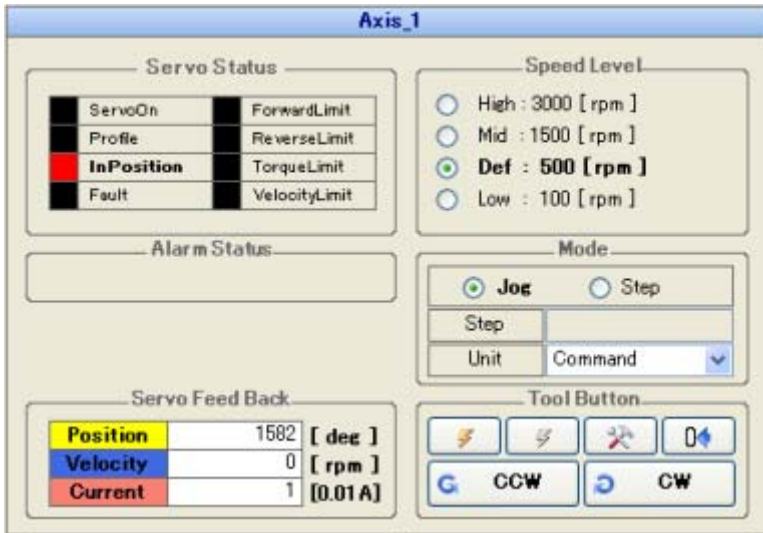 Axis_1
Servo Status
ServoOn ForwardLimit
Profile ReverseLimit
InPosition TorqueLimit
Fault VelocityLimit
Speed Level
High : 3000 [ rpm ]
Mid : 1500 [ rpm ]
Def : 500 [ rpm ]
Low : 100 [ rpm ]
Alarm Status
Mode
Jog Step
Step
Unit Command
Servo Feed Back
Position 1582 [ deg ]
Velocity 0 [ rpm ]
Current 1 [0.01 A]
Tool Button
0
CCW CW